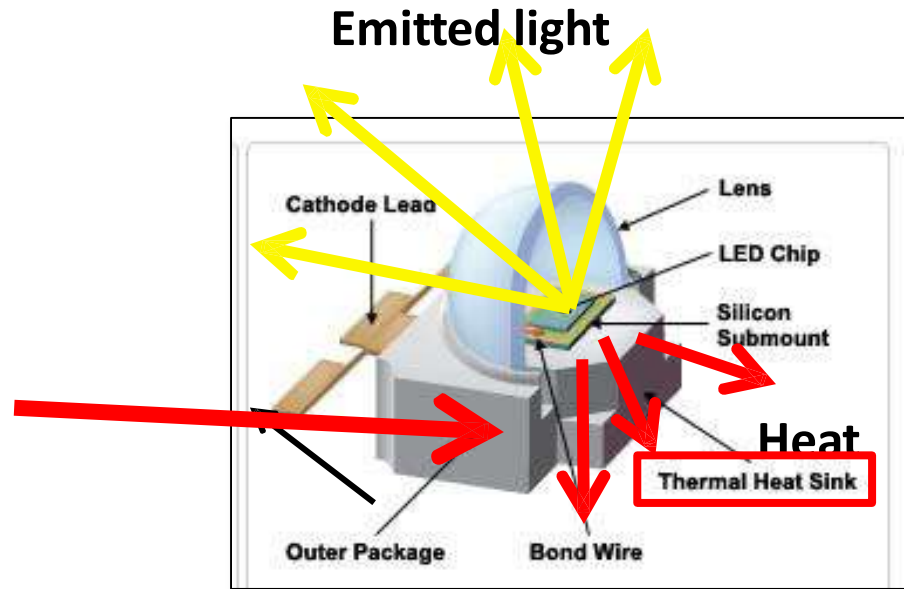 Emitted light
Cathode Lead
Lens
LED Chip
Silicon
Submount
Heat
Thermal Heat Sink
Outer Package
Bond Wire